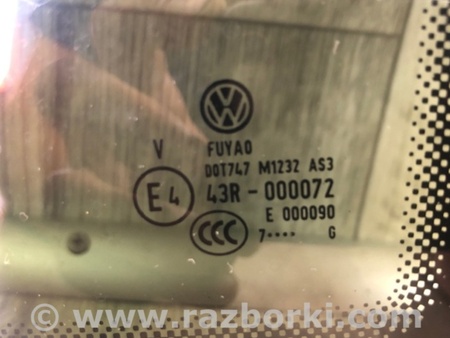 VW
FUYAO
V
DOT747 M1232 AS3
E4
43R-000072
E 000090
CCC
7•••• G
© www.razborki.com